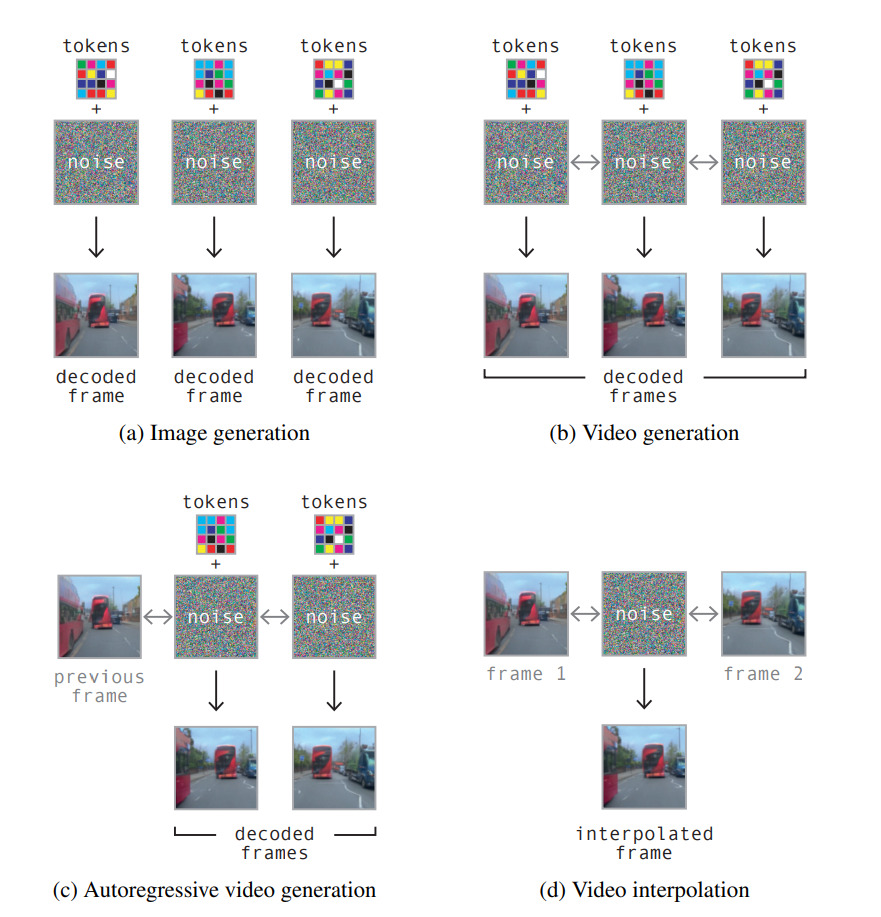 tokens tokens tokens
+ + +
noise noise noise
decoded decoded decoded
frame frame frame
(a) Image generation
tokens tokens tokens
+ + +
noise noise noise
decoded
frames
(b) Video generation
tokens tokens
+ +
noise noise
previous
frame
decoded
frames
(c) Autoregressive video generation
noise
frame 1 frame 2
interpolated
frame
(d) Video interpolation